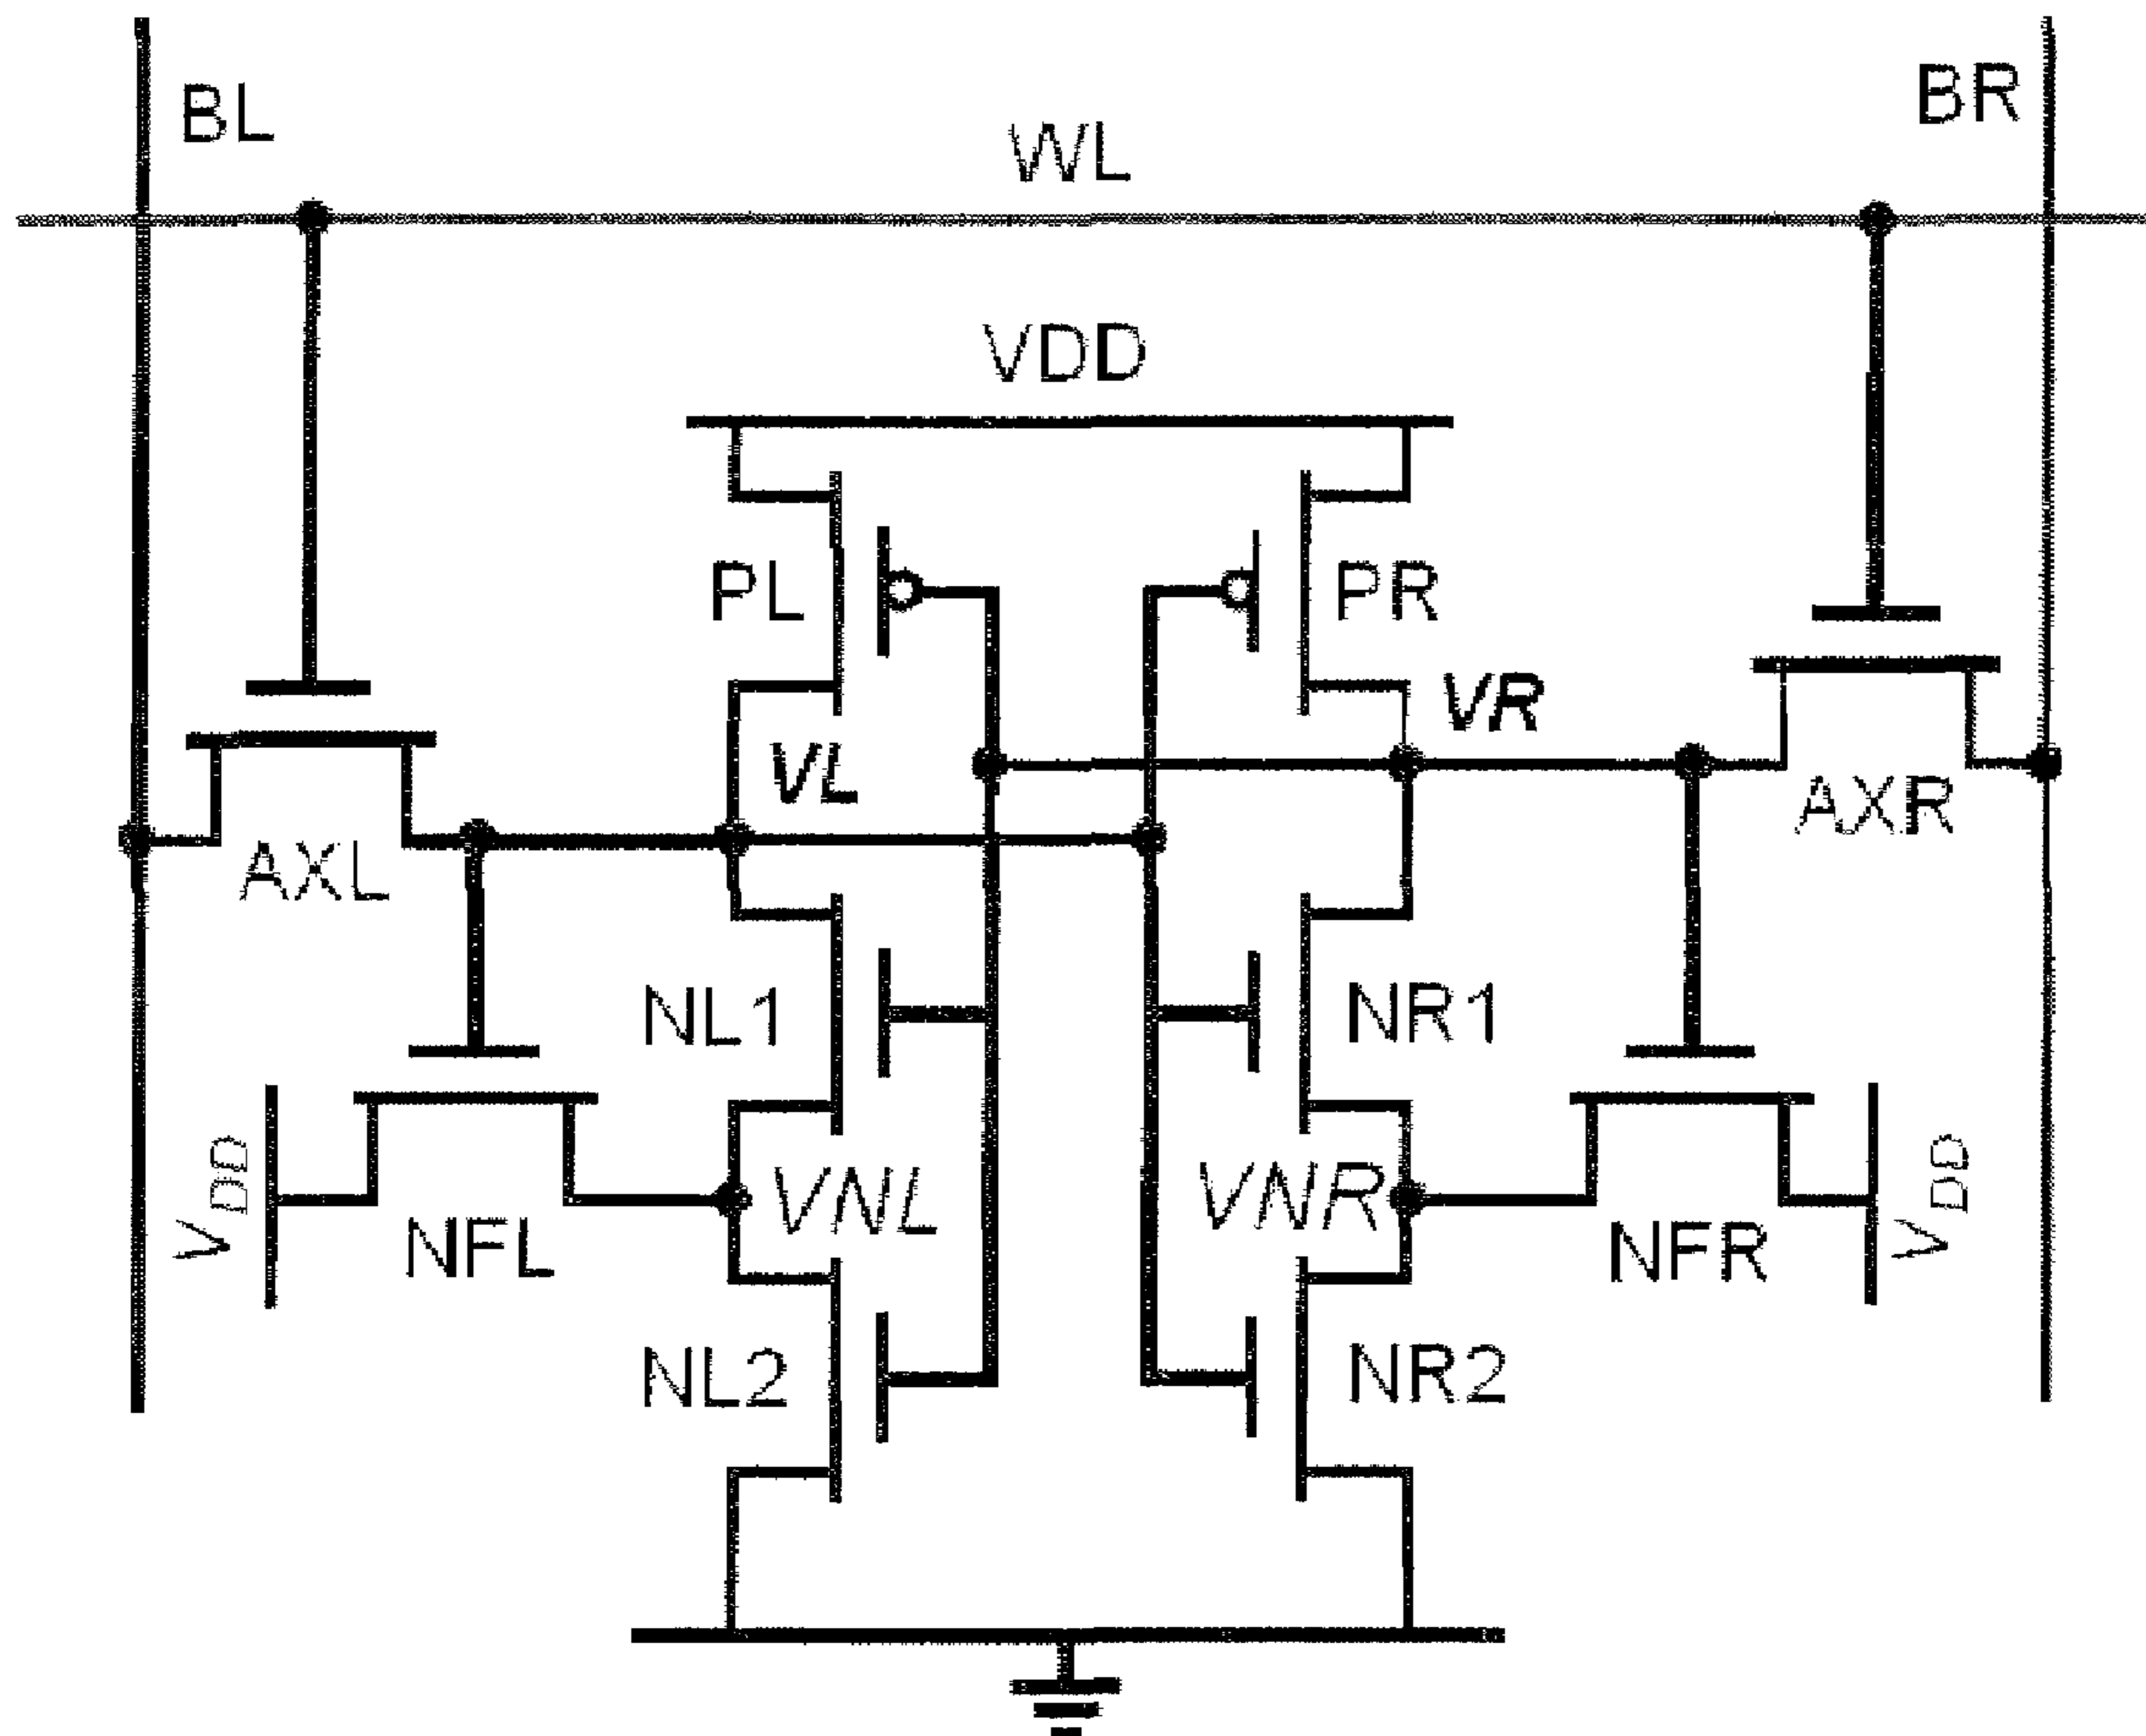 BL
BR
WL
VDD
PL
PR
VR
VL
AXR
AXL
NL1
NR1
VDD
VNL
VNR
VDD
NFL
NFR
NL2
NR2